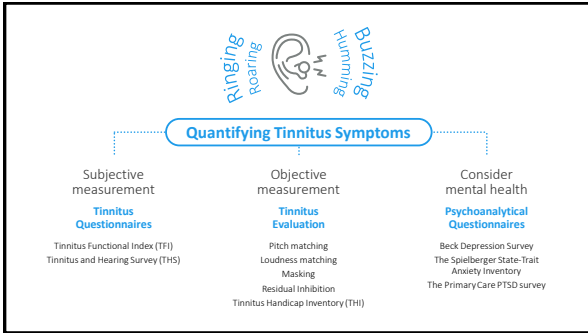 Ringing
Roaring
Humming
Buzzing
Quantifying Tinnitus Symptoms
Subjective
measurement
Tinnitus
Questionnaires
Tinnitus Functional Index (TFI)
Tinnitus and Hearing Survey (THS)
Objective
measurement
Tinnitus
Evaluation
Pitch matching
Loudness matching
Masking
Residual Inhibition
Tinnitus Handicap Inventory (THI)
Consider
mental health
Psychoanalytical
Questionnaires
Beck Depression Survey
The Spielberger State-Trait
Anxiety Inventory
The Primary Care PTSD survey